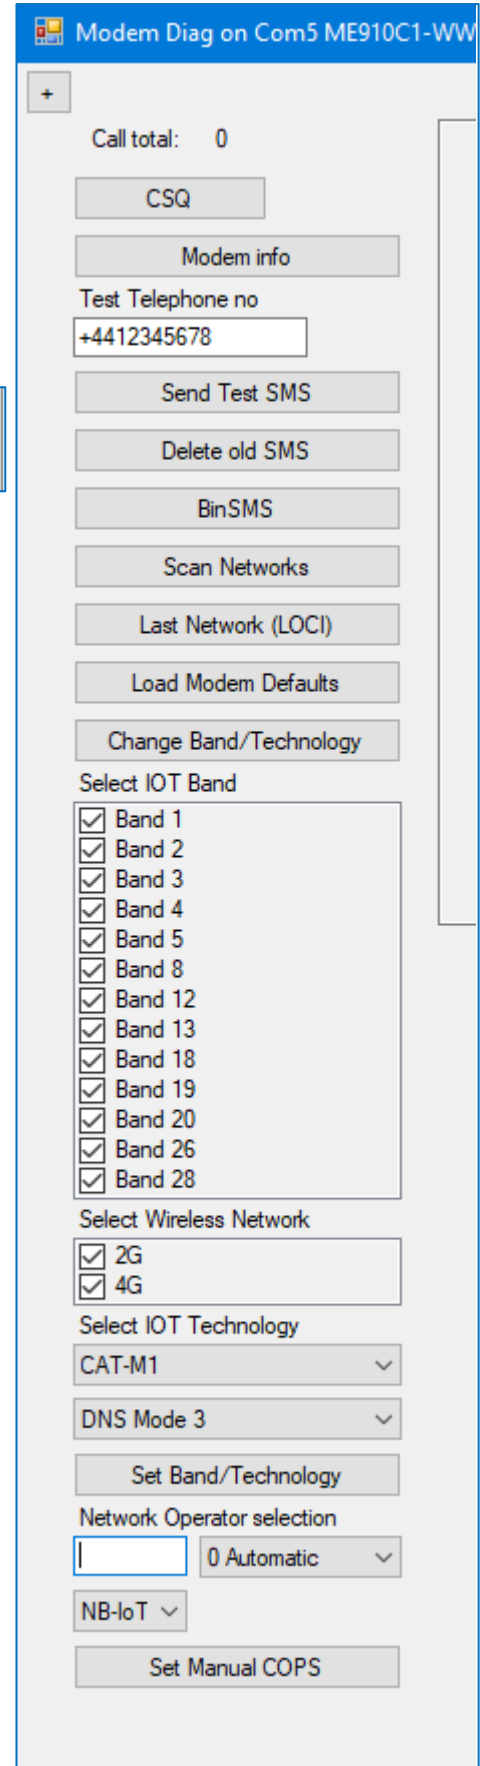 Modem Diag on Com5 ME910C1-WW
+
Call total: 0
CSQ
Modem info
Test Telephone no
+4412345678
Send Test SMS
Delete old SMS
BinSMS
Scan Networks
Last Network (LOCI)
Load Modem Defaults
Change Band/Technology
Select IOT Band
Band 1
Band 2
Band 3
Band 4
Band 5
Band 8
Band 12
Band 13
Band 18
Band 19
Band 20
Band 26
Band 28
Select Wireless Network
2G
4G
Select IOT Technology
CAT-M1
DNS Mode 3
Set Band/Technology
Network Operator selection
0 Automatic
NB-IoT
Set Manual COPS